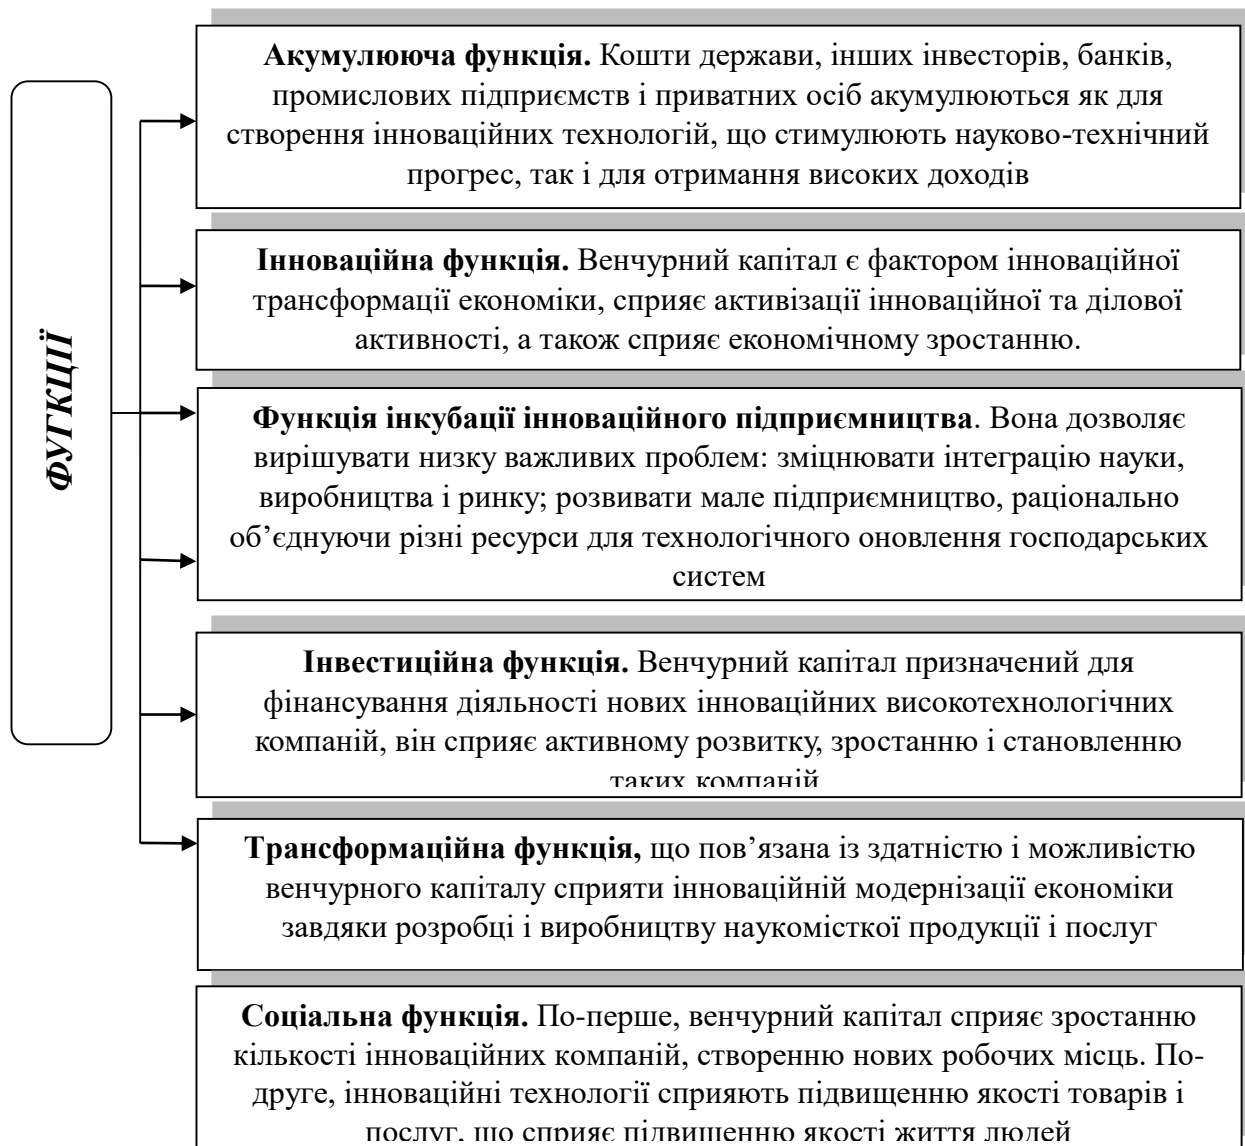 ФУГКЦІЇ
Акумулююча функція. Кошти держави, інших інвесторів, банків,
промислових підприємств і приватних осіб акумулюються як для
створення інноваційних технологій, що стимулюють науково-технічний
прогрес, так і для отримання високих доходів
Інноваційна функція. Венчурний капітал є фактором інноваційної
трансформації економіки, сприяє активізації інноваційної та ділової
активності, а також сприяє економічному зростанню.
Функція інкубації інноваційного підприємництва. Вона дозволяє
вирішувати низку важливих проблем: зміцнювати інтеграцію науки,
виробництва і ринку; розвивати мале підприємництво, раціонально
об’єднуючи різні ресурси для технологічного оновлення господарських
систем
Інвестиційна функція. Венчурний капітал призначений для
фінансування діяльності нових інноваційних високотехнологічних
компаній, він сприяє активному розвитку, зростанню і становленню
таких компаній
Трансформаційна функція, що пов’язана із здатністю і можливістю
венчурного капіталу сприяти інноваційній модернізації економіки
завдяки розробці і виробництву наукомісткої продукції і послуг
Соціальна функція. По-перше, венчурний капітал сприяє зростанню
кількості інноваційних компаній, створенню нових робочих місць. По-
друге, інноваційні технології сприяють підвищенню якості товарів і
послуг, що сприяє підвищенню якості життя людей